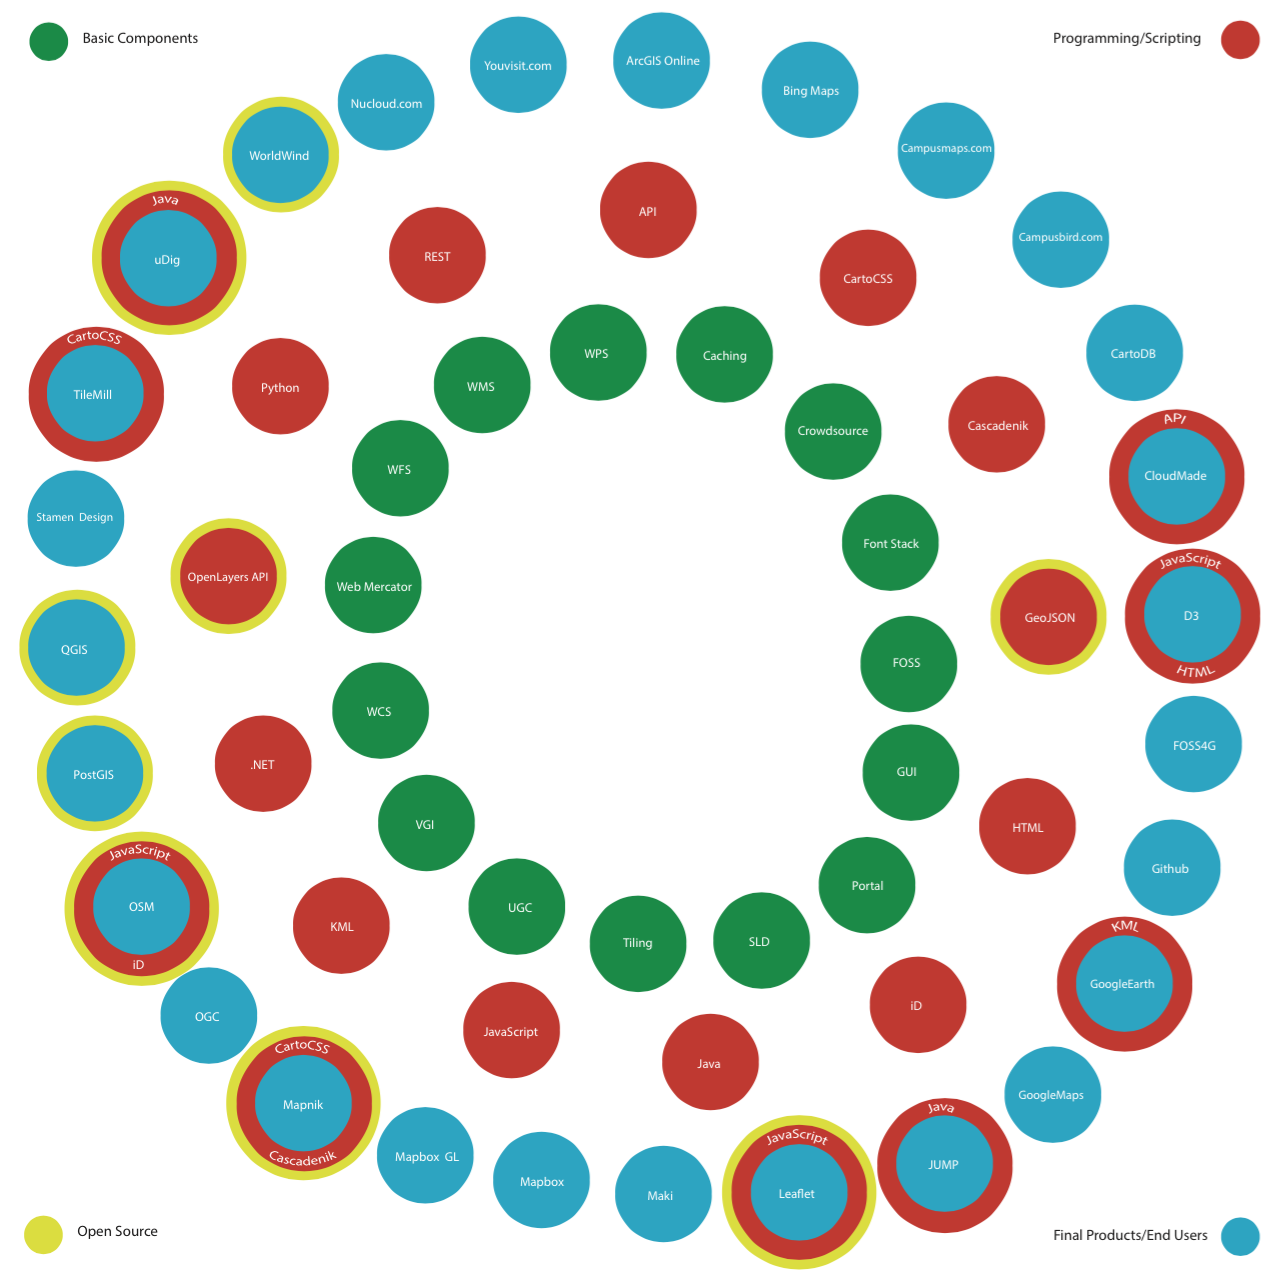 Basic Components
Programming/Scripting
Youvisit.com
ArcGIS Online
Bing Maps
Nucloud.com
Campusmaps.com
WorldWind
Campusbird.com
Java
uDig
API
REST
CartoCSS
CartoCSS
TileMill
Python
WMS
WPS
Caching
CartoDB
Crowdsource
Cascadenik
API
CloudMade
WFS
Stamen Design
Font Stack
OpenLayers API
Web Mercator
GeoJSON
JavaScript
D3
HTML
QGIS
FOSS
WCS
FOSS4G
PostGIS
.NET
GUI
VGI
HTML
Github
Portal
JavaScript
OSM
iD
KML
UGC
Tiling
SLD
KML
GoogleEarth
OGC
JavaScript
Java
iD
CartoCSS
Mapnik
Cascadenik
GoogleMaps
Mapbox GL
Mapbox
Maki
JavaScript
Leaflet
Java
JUMP
Open Source
Final Products/End Users